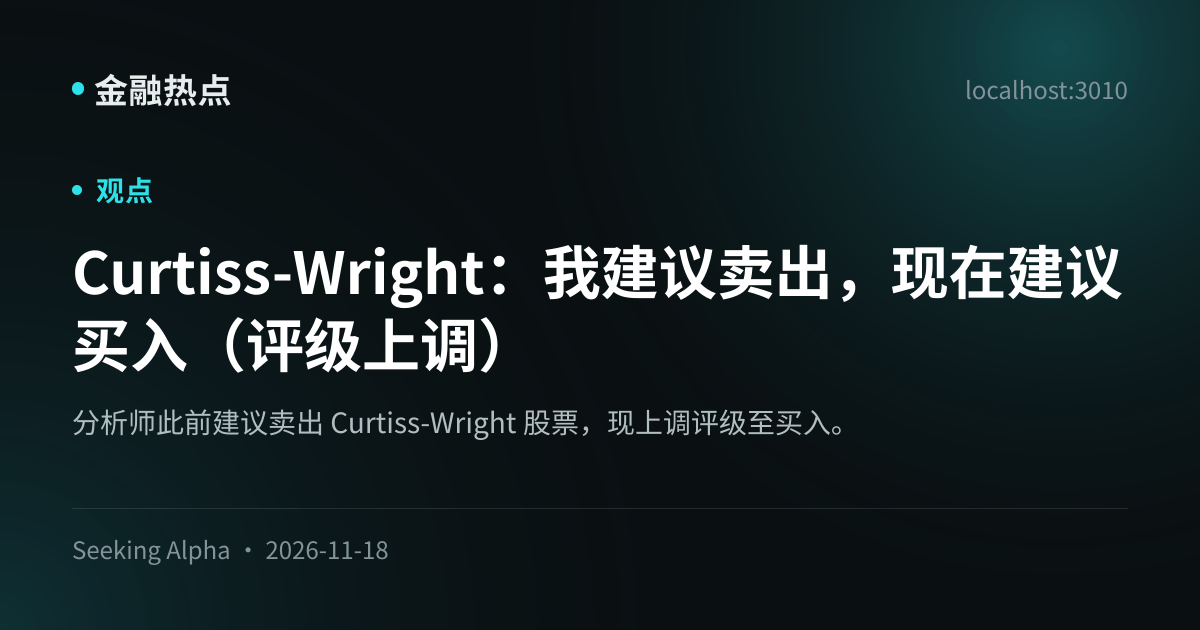 金融热点
localhost:3010
观点
Curtiss-Wright：我建议卖出，现在建议
买入（评级上调）
分析师此前建议卖出 Curtiss-Wright 股票，现上调评级至买入。
Seeking Alpha · 2026-11-18